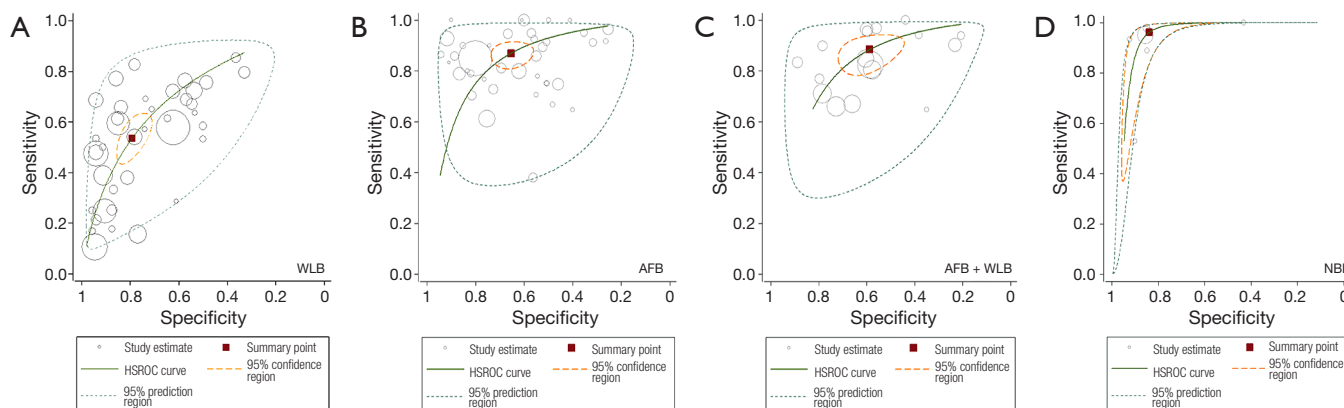 A
1.0
0.8
0.6
0.4
0.2
0.0
Sensitivity
WLB
1 0.8 0.6 0.4 0.2 0
Specificity
Study estimate Summary point
HSROC curve 95% confidence
region
95% prediction
region
B
1.0
0.8
0.6
0.4
0.2
0.0
Sensitivity
AFB
1 0.8 0.6 0.4 0.2 0
Specificity
Study estimate Summary point
HSROC curve 95% confidence
region
95% prediction
region
C
1.0
0.8
0.6
0.4
0.2
0.0
Sensitivity
AFB + WLB
1 0.8 0.6 0.4 0.2 0
Specificity
Study estimate Summary point
HSROC curve 95% confidence
region
95% prediction
region
D
1.0
0.8
0.6
0.4
0.2
0.0
Sensitivity
1.0 0.8 0.6 0.4 0.2 0
Specificity
Study estimate Summary point
HSROC curve 95% confidence
region
95% prediction
region